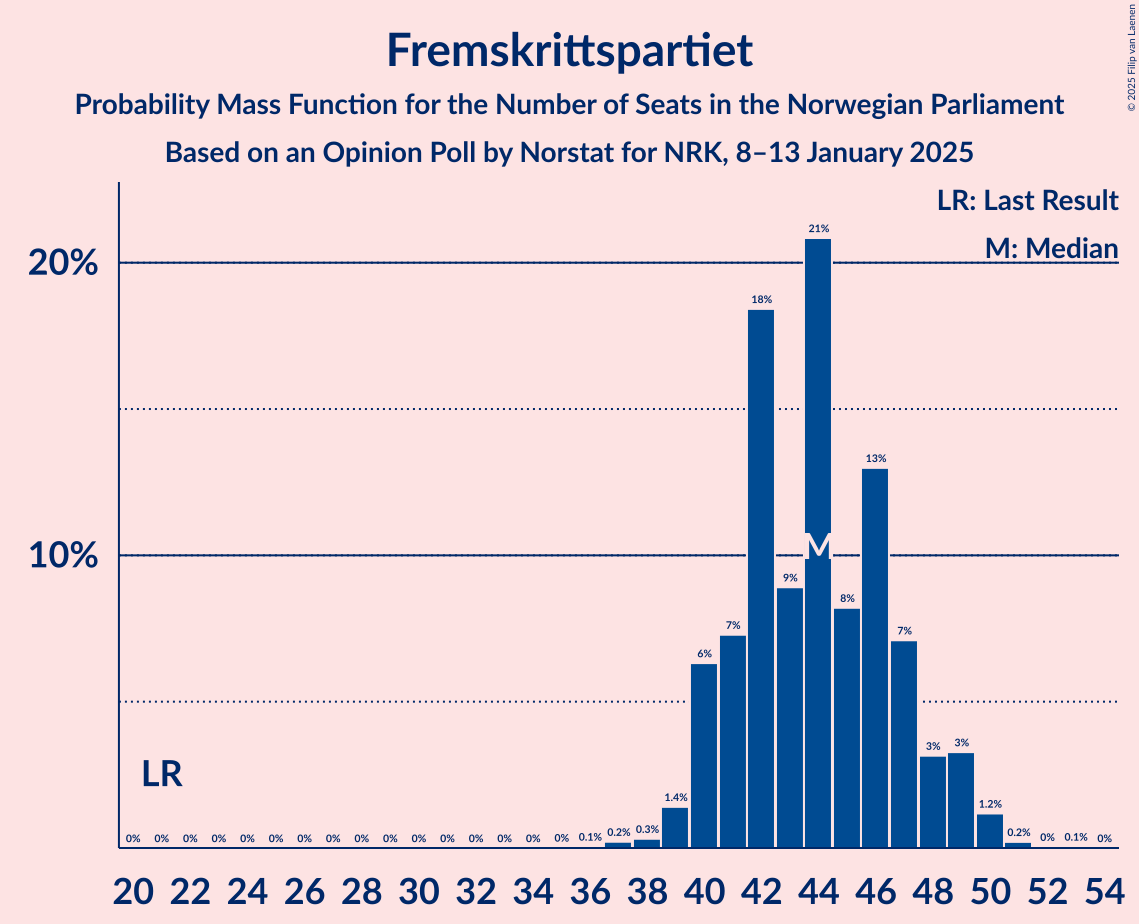 Fremskrittspartiet
Probability Mass Function for the Number of Seats in the Norwegian Parliament
Based on an Opinion Poll by Norstat for NRK, 8–13 January 2025
© 2025 Filip van Laenen
LR: Last Result
M: Median
20%
10%
21%
18%
13%
M
9%
8%
7%
7%
6%
3%
3%
LR
1.4%
1.2%
0% 0% 0% 0% 0% 0% 0% 0% 0% 0% 0% 0% 0% 0% 0% 0% 0.1% 0.2% 0.3% 0.2% 0% 0.1% 0%
20 22 24 26 28 30 32 34 36 38 40 42 44 46 48 50 52 54